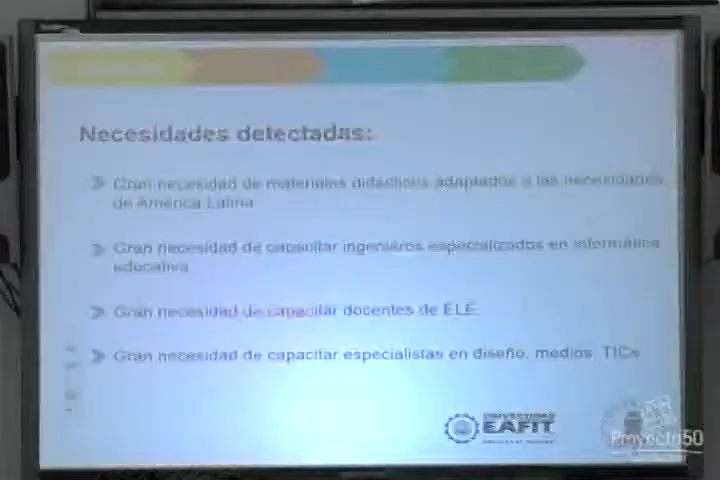 Necesidades detectadas:
Gran necesidad de materiales didácticos adaptados a las necesidades
de América Latina
Gran necesidad de capacitar ingenieros especializados en informática
educativa
Gran necesidad de capacitar docentes de ELE
Gran necesidad de capacitar especialistas en diseño, medios, TICs
UNIVERSIDAD
EAFIT
Proyecto50